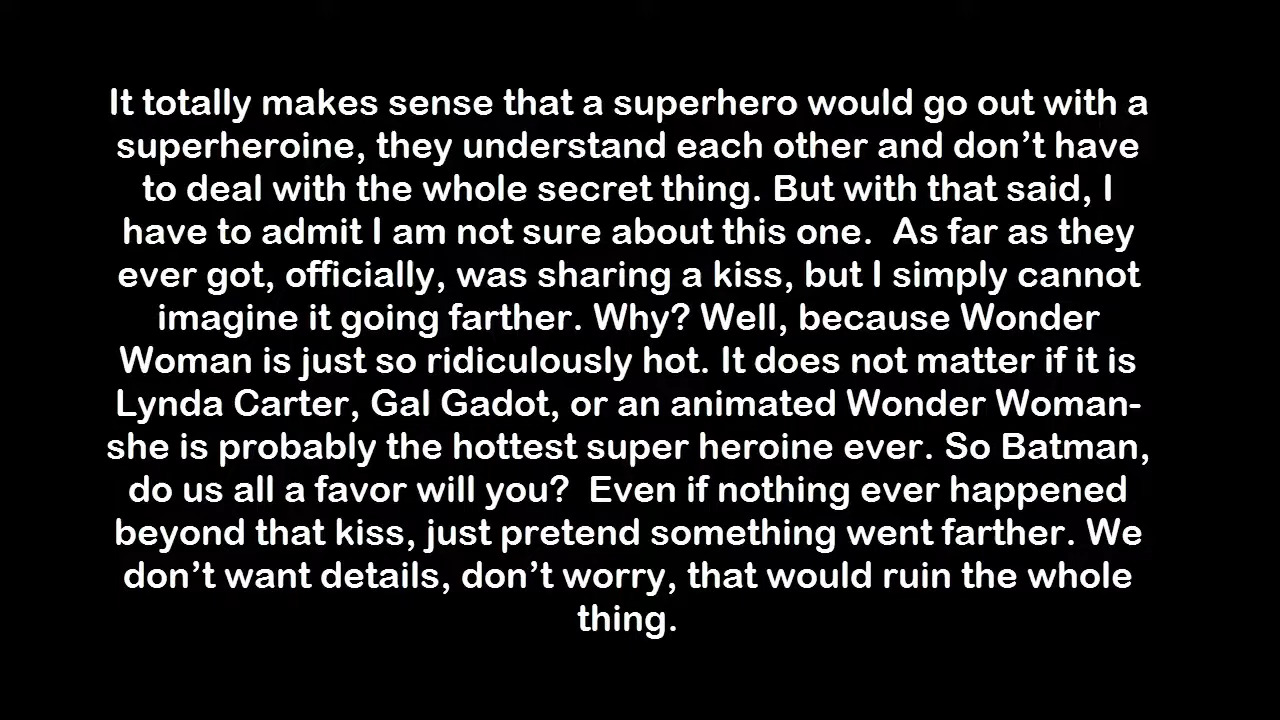 It totally makes sense that a superhero would go out with a
superheroine, they understand each other and don’t have
to deal with the whole secret thing. But with that said, I
have to admit I am not sure about this one.  As far as they
ever got, officially, was sharing a kiss, but I simply cannot
imagine it going farther. Why? Well, because Wonder
Woman is just so ridiculously hot. It does not matter if it is
Lynda Carter, Gal Gadot, or an animated Wonder Woman-
she is probably the hottest super heroine ever. So Batman,
do us all a favor will you?  Even if nothing ever happened
beyond that kiss, just pretend something went farther. We
don’t want details, don’t worry, that would ruin the whole
thing.